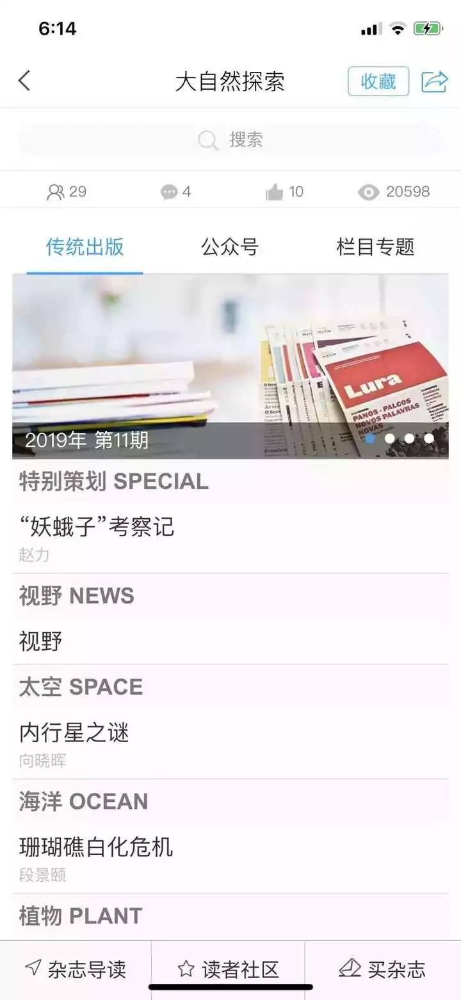 6:14
大自然探索
收藏
搜索
29
4
10
20598
传统出版
公众号
栏目专题
Lura
PANOS - PALCOS
NOVOS PALAVRAS
NOVAS
2019年 第11期
特别策划 SPECIAL
“妖蛾子”考察记
赵力
视野 NEWS
视野
太空 SPACE
内行星之谜
向晓晖
海洋 OCEAN
珊瑚礁白化危机
段景颐
植物 PLANT
杂志导读
读者社区
买杂志